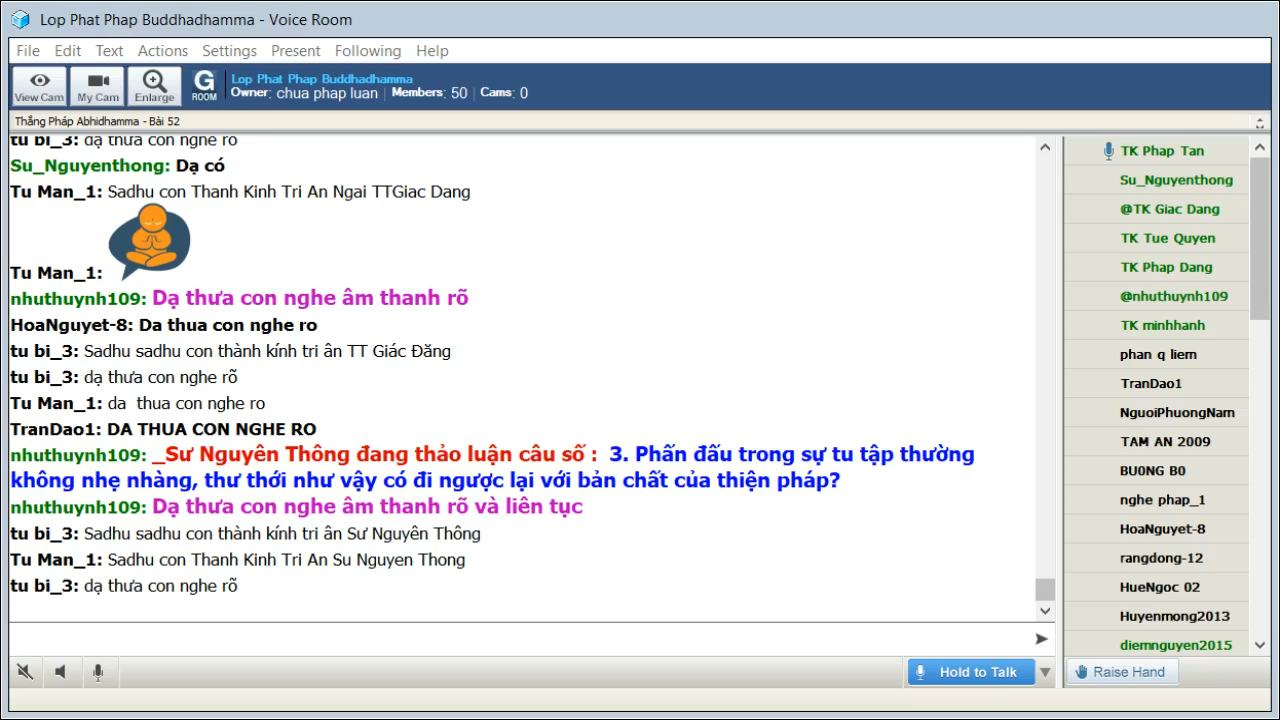 Lop Phat Phap Buddhadhamma - Voice Room
File Edit Text Actions Settings Present Following Help
View Cam My Cam Enlarge G ROOM
Lop Phat Phap Buddhadhamma
Owner: chua phap luan | Members: 50 | Cams: 0
Thắng Pháp Abhidhamma - Bài 52
tu bi_3: dạ thưa con nghe rõ
Su_Nguyenthong: Dạ có
Tu Man_1: Sadhu con Thanh Kinh Tri An Ngai TTGiac Dang
Tu Man_1:
nhuthuynh109: Dạ thưa con nghe âm thanh rõ
HoaNguyet-8: Da thua con nghe ro
tu bi_3: Sadhu sadhu con thành kính tri ân TT Giác Đăng
tu bi_3: dạ thưa con nghe rõ
Tu Man_1: da  thua con nghe ro
TranDao1: DA THUA CON NGHE RO
nhuthuynh109: _Sư Nguyên Thông đang thảo luận câu số :  3. Phấn đấu trong sự tu tập thường
không nhẹ nhàng, thư thới như vậy có đi ngược lại với bản chất của thiện pháp?
nhuthuynh109: Dạ thưa con nghe âm thanh rõ và liên tục
tu bi_3: Sadhu sadhu con thành kính tri ân Sư Nguyên Thông
Tu Man_1: Sadhu con Thanh Kinh Tri An Su Nguyen Thong
tu bi_3: dạ thưa con nghe rõ
TK Phap Tan
Su_Nguyenthong
@TK Giac Dang
TK Tue Quyen
TK Phap Dang
@nhuthuynh109
TK minhhanh
phan q liem
TranDao1
NguoiPhuongNam
TAM AN 2009
BU0NG B0
nghe phap_1
HoaNguyet-8
rangdong-12
HueNgoc 02
Huyenmong2013
diemnguyen2015
Hold to Talk
Raise Hand